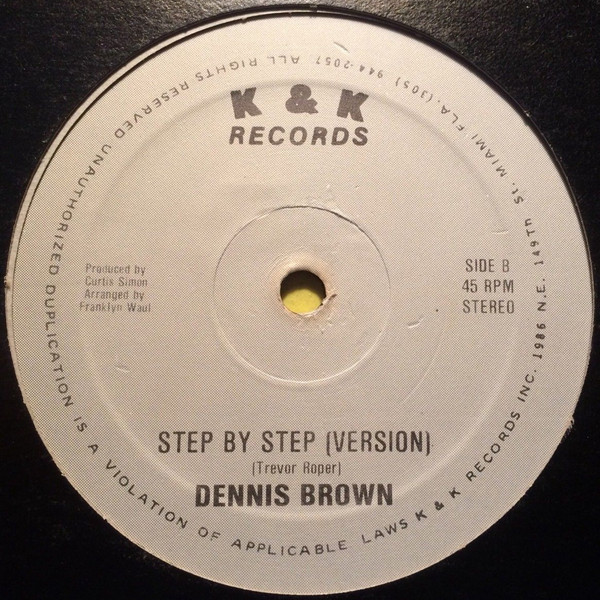 K & K
RECORDS
Produced by
Curtis Simon
Arranged by
Franklyn Waul
SIDE B
45 RPM
STEREO
STEP BY STEP (VERSION)
(Trevor Roper)
DENNIS BROWN
K & K RECORDS INC. 1986 N.E. 149TH St. MIAMI FLA. (305) 944-2057 ALL RIGHTS RESERVED UNAUTHORIZED DUPLICATION IS A VIOLATION OF APPLICABLE LAWS